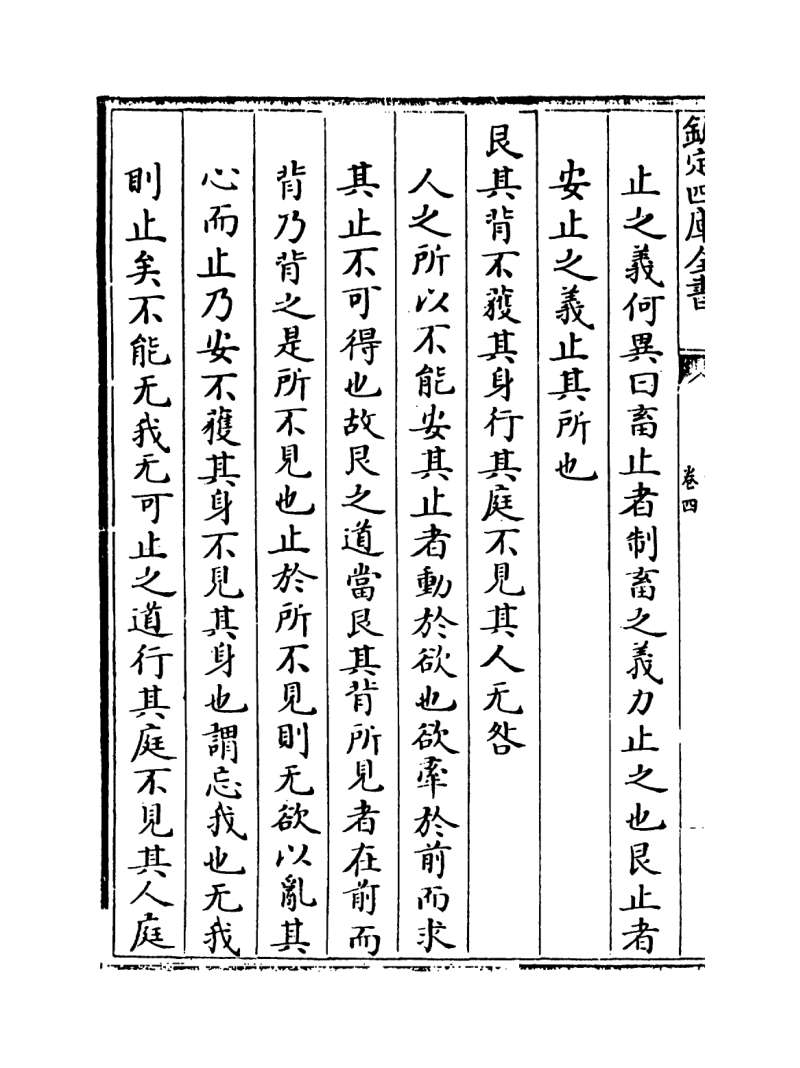 欽定四庫全書
卷四
止之義何異曰畜止者制畜之義力止之也艮止者
安止之義止其所也
艮其背不獲其身行其庭不見其人无咎
人之所以不能安其止者動於欲也欲牽於前而求
其止不可得也故艮之道當艮其背所見者在前而
背乃背之是所不見也止於所不見則无欲以亂其
心而止乃安不獲其身不見其身也謂忘我也无我
則止矣不能无我无可止之道行其庭不見其人庭